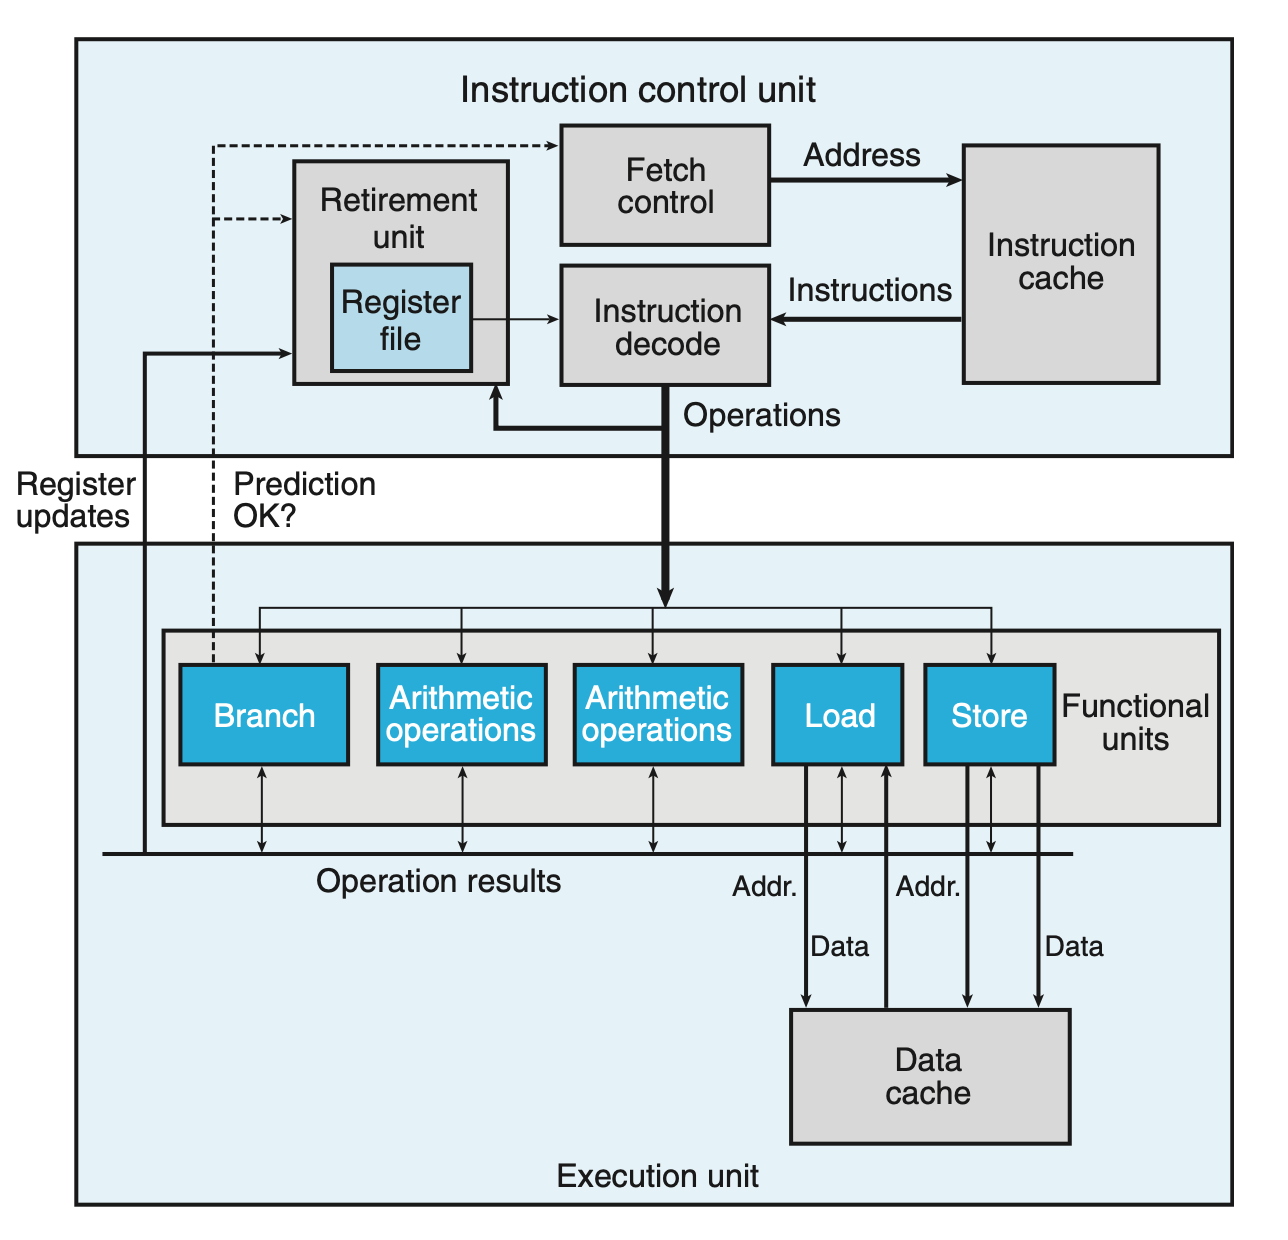 Instruction control unit
Fetch
control
Address
Retirement
unit
Instruction
cache
Register
file
Instruction
decode
Instructions
Operations
Register
updates
Prediction
OK?
Branch
Arithmetic
operations
Arithmetic
operations
Load
Store
Functional
units
Operation results
Addr.
Addr.
Data
Data
Data
cache
Execution unit